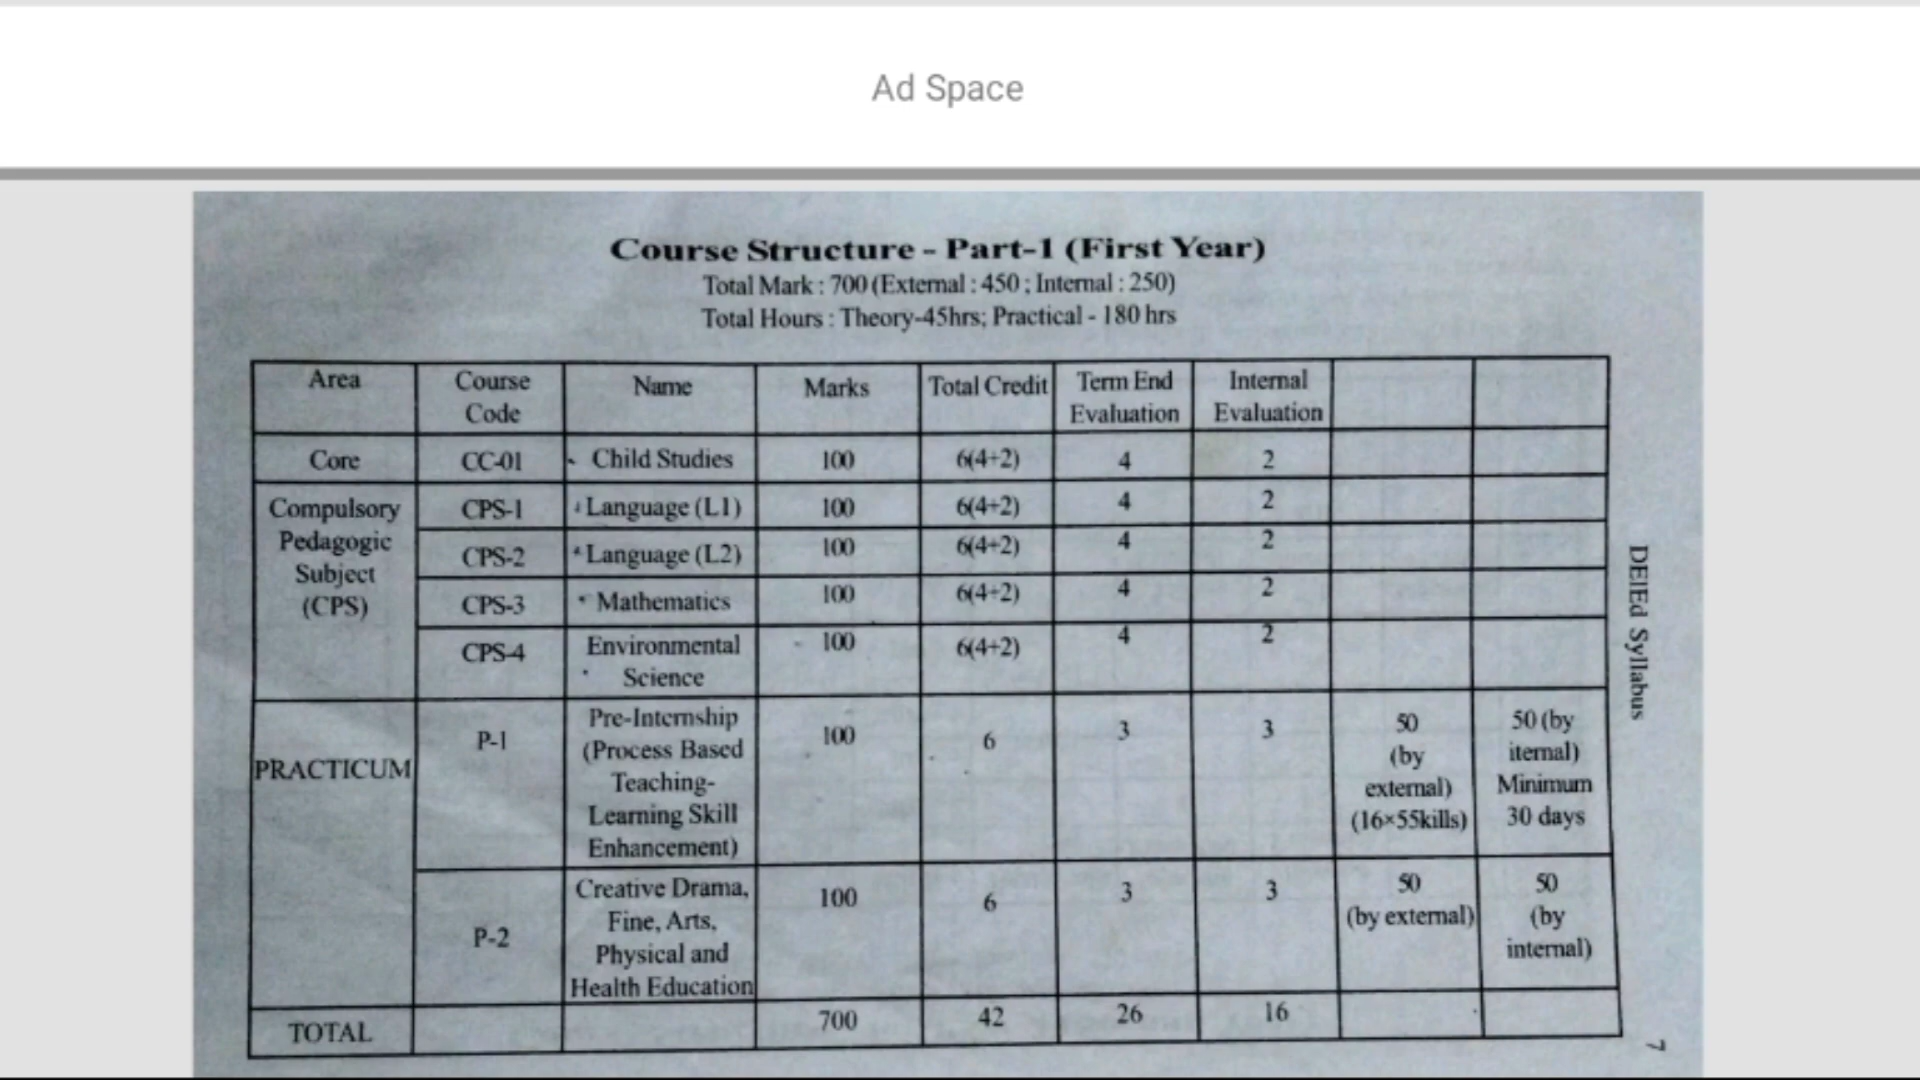 Ad Space
Course Structure - Part-1 (First Year)
Total Mark : 700 (External : 450 ; Internal : 250)
Total Hours : Theory-45hrs; Practical - 180 hrs
Area Course Code Name Marks Total Credit Term End Evaluation Internal Evaluation
Core CC-01 Child Studies 100 6(4+2) 4 2
Compulsory Pedagogic Subject (CPS)
CPS-1 Language (L1) 100 6(4+2) 4 2
CPS-2 Language (L2) 100 6(4+2) 4 2
CPS-3 Mathematics 100 6(4+2) 4 2
CPS-4 Environmental Science 100 6(4+2) 4 2
PRACTICUM
P-1 Pre-Internship (Process Based Teaching-Learning Skill Enhancement) 100 6 3 3 50 (by external) (16×55kills) 50 (by iternal) Minimum 30 days
P-2 Creative Drama, Fine, Arts, Physical and Health Education 100 6 3 3 50 (by external) 50 (by internal)
TOTAL 700 42 26 16
DElEd Syllabus
7